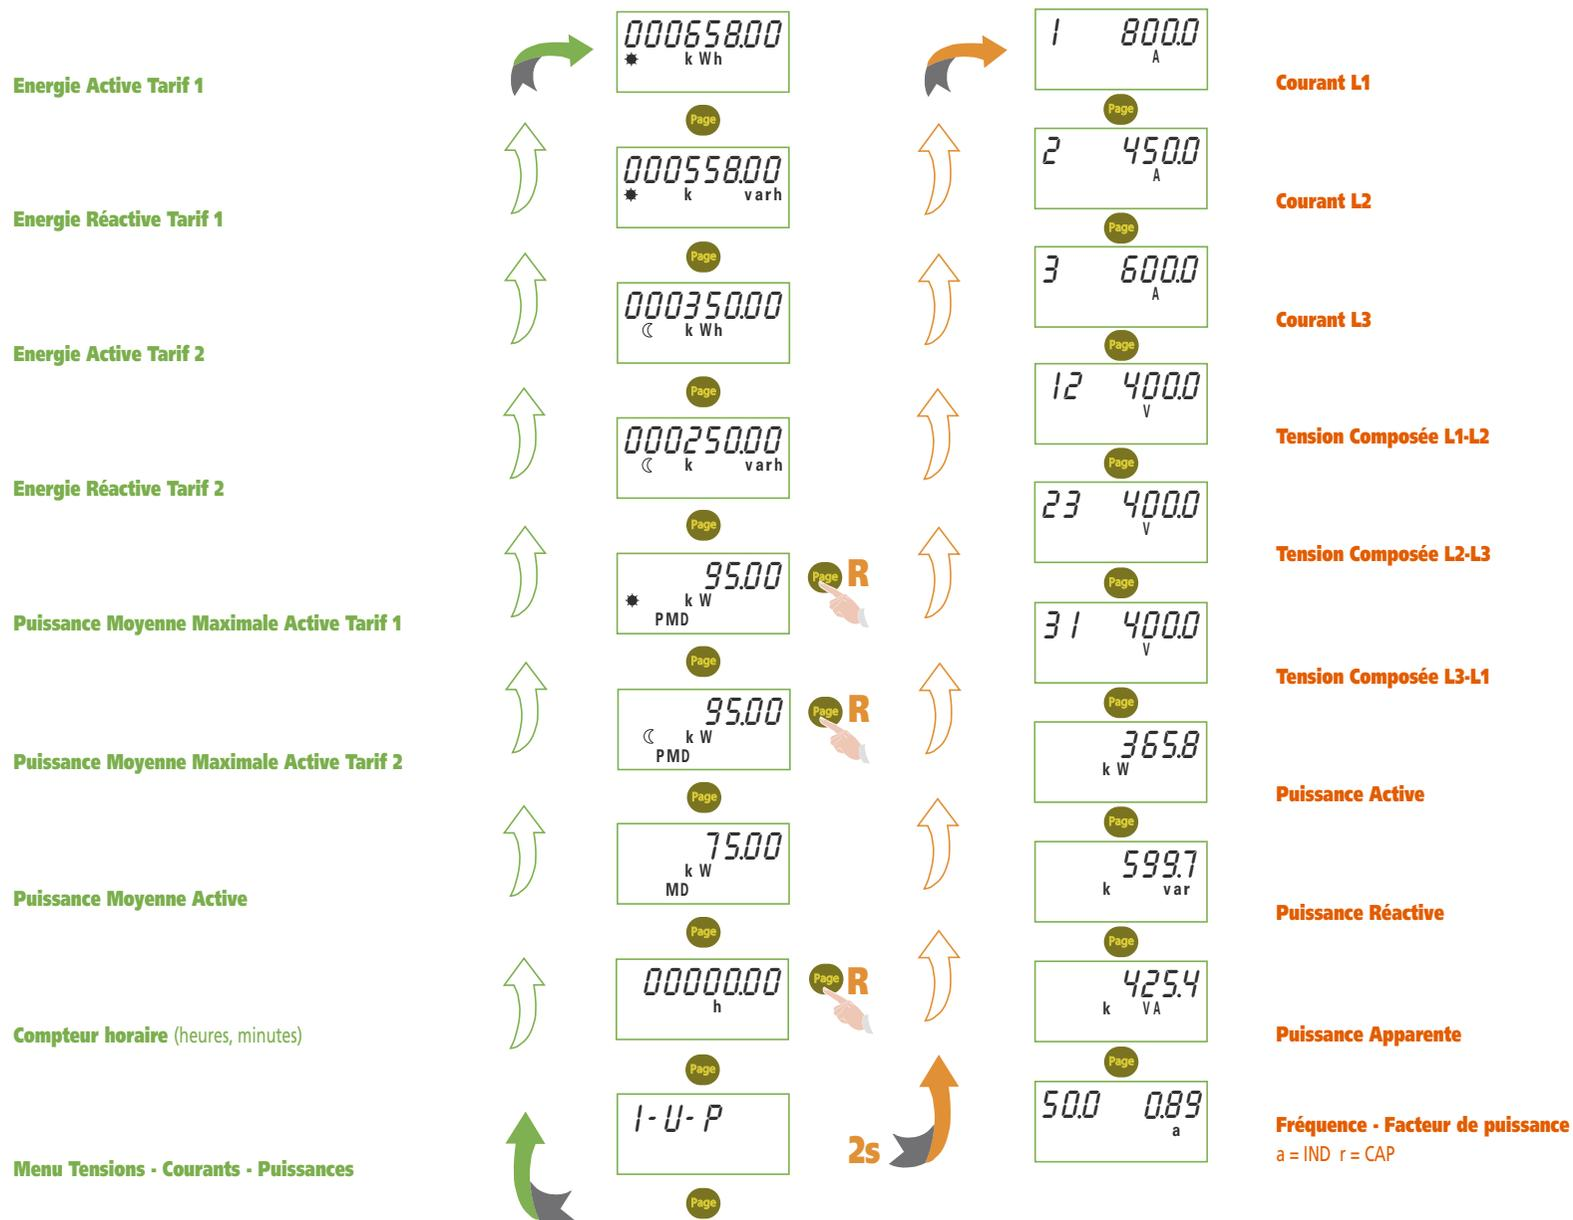 Energie Active Tarif 1
000658.00
k Wh
Page
Energie Réactive Tarif 1
000558.00
k varh
Page
Energie Active Tarif 2
000350.00
k Wh
Page
Energie Réactive Tarif 2
000250.00
k varh
Page
Puissance Moyenne Maximale Active Tarif 1
95.00
k W
PMD
Page R
Page
Puissance Moyenne Maximale Active Tarif 2
95.00
k W
PMD
Page R
Page
Puissance Moyenne Active
75.00
k W
MD
Page
Compteur horaire (heures, minutes)
00000.00
h
Page R
Page
Menu Tensions - Courants - Puissances
I-U-P
Page
2s
1 800.0
A
Courant L1
Page
2 450.0
A
Courant L2
Page
3 600.0
A
Courant L3
Page
12 400.0
V
Tension Composée L1-L2
Page
23 400.0
V
Tension Composée L2-L3
Page
31 400.0
V
Tension Composée L3-L1
Page
365.8
k W
Puissance Active
Page
599.7
k var
Puissance Réactive
Page
425.4
k VA
Puissance Apparente
Page
50.0 0.89
a
Fréquence - Facteur de puissance
a = IND r = CAP